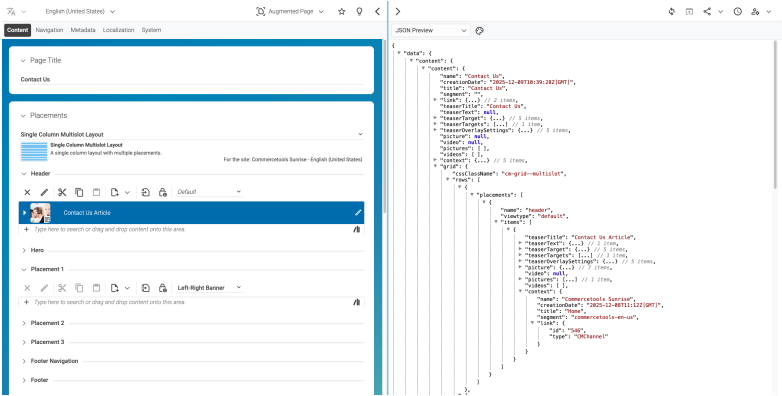 English (United States)
Augmented Page
Content
Navigation
Metadata
Localization
System
Page Title
Contact Us
Placements
Single Column Multislot Layout
Single Column Multislot Layout
A single column layout with multiple placements.
For the site: Commercetools Sunrise - English (United States)
Header
Default
Contact Us Article
Type here to search or drag and drop content onto this area.
Hero
Placement 1
Left-Right Banner
Type here to search or drag and drop content onto this area.
Placement 2
Placement 3
Footer Navigation
Footer
JSON Preview
{
"data": {
"content": {
"content": {
"name": "Contact Us",
"creationDate": "2025-12-09T18:39:28Z[GMT]",
"title": "Contact Us",
"segment": "",
"link": {...} // 2 items,
"teaserTitle": "Contact Us",
"teaserText": null,
"teaserTarget": {...} // 5 items,
"teaserTargets": [...] // 1 item,
"teaserOverlaySettings": {...} // 5 items,
"picture": null,
"video": null,
"pictures": [ ],
"videos": [ ],
"context": {...} // 5 items,
"grid": {
"cssClassName": "cm-grid--multislot",
"rows": [
{
"placements": [
{
"name": "header",
"viewtype": "default",
"items": [
{
"teaserTitle": "Contact Us Article",
"teaserText": {...} // 1 item,
"teaserTarget": {...} // 5 items,
"teaserTargets": [...] // 1 item,
"teaserOverlaySettings": {...} // 5 items,
"picture": {...} // 7 items,
"video": null,
"pictures": [...] // 1 item,
"videos": [ ],
"context": {
"name": "Commercetools Sunrise",
"creationDate": "2025-12-08T11:12Z[GMT]",
"title": "Home",
"segment": "commercetools-en-us",
"link": {
"id": "546",
"type": "CMChannel"
}
}
}
]
}
]
},